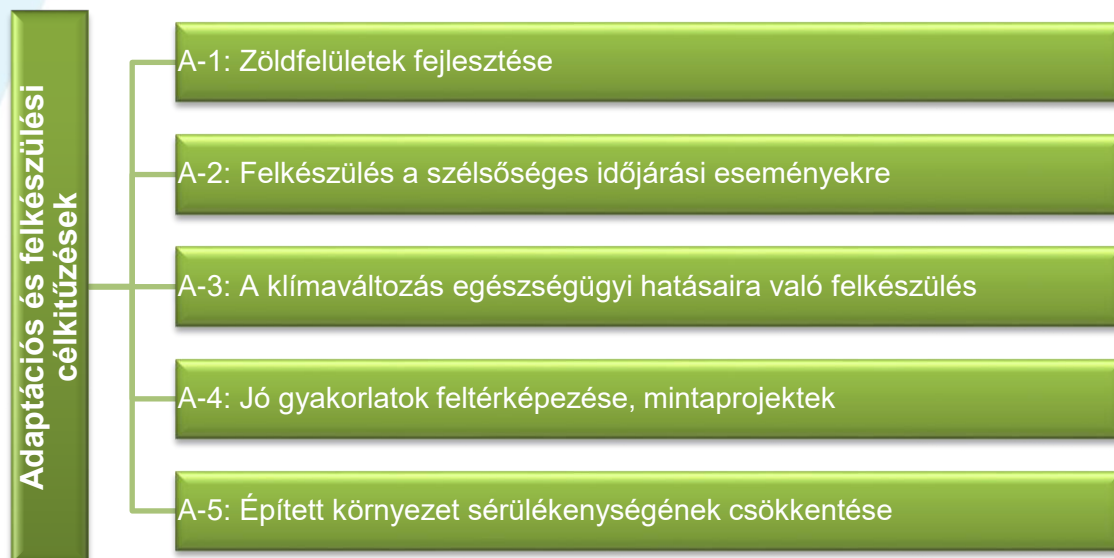 Adaptációs és felkészülési
célkitűzések
A-1: Zöldfelületek fejlesztése
A-2: Felkészülés a szélsőséges időjárási eseményekre
A-3: A klímaváltozás egészségügyi hatásaira való felkészülés
A-4: Jó gyakorlatok feltérképezése, mintaprojektek
A-5: Épített környezet sérülékenységének csökkentése